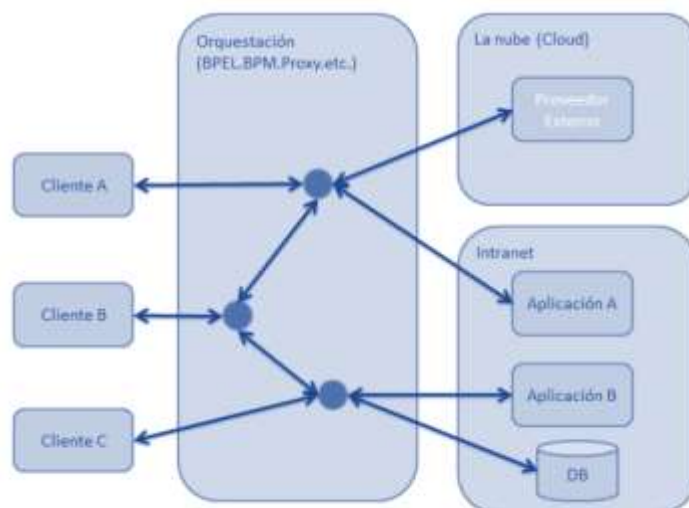 Orquestación
(BPEL.BPM.Proxy.etc.)
La nube (Cloud)
Proveedor
Externo
Cliente A
Cliente B
Cliente C
Intranet
Aplicación A
Aplicación B
DB